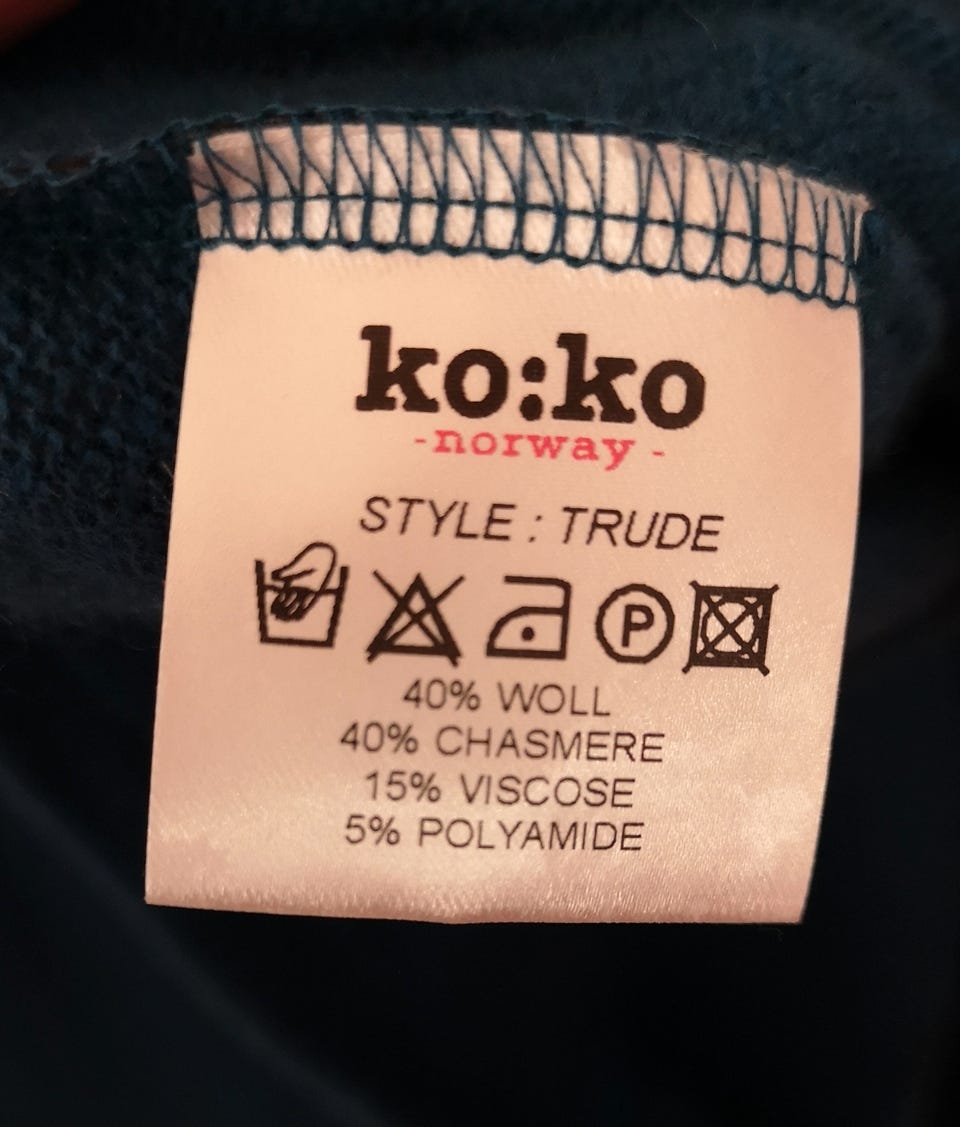 ko:ko
-norway-
STYLE : TRUDE
P
40% WOLL
40% CHASMERE
15% VISCOSE
5% POLYAMIDE